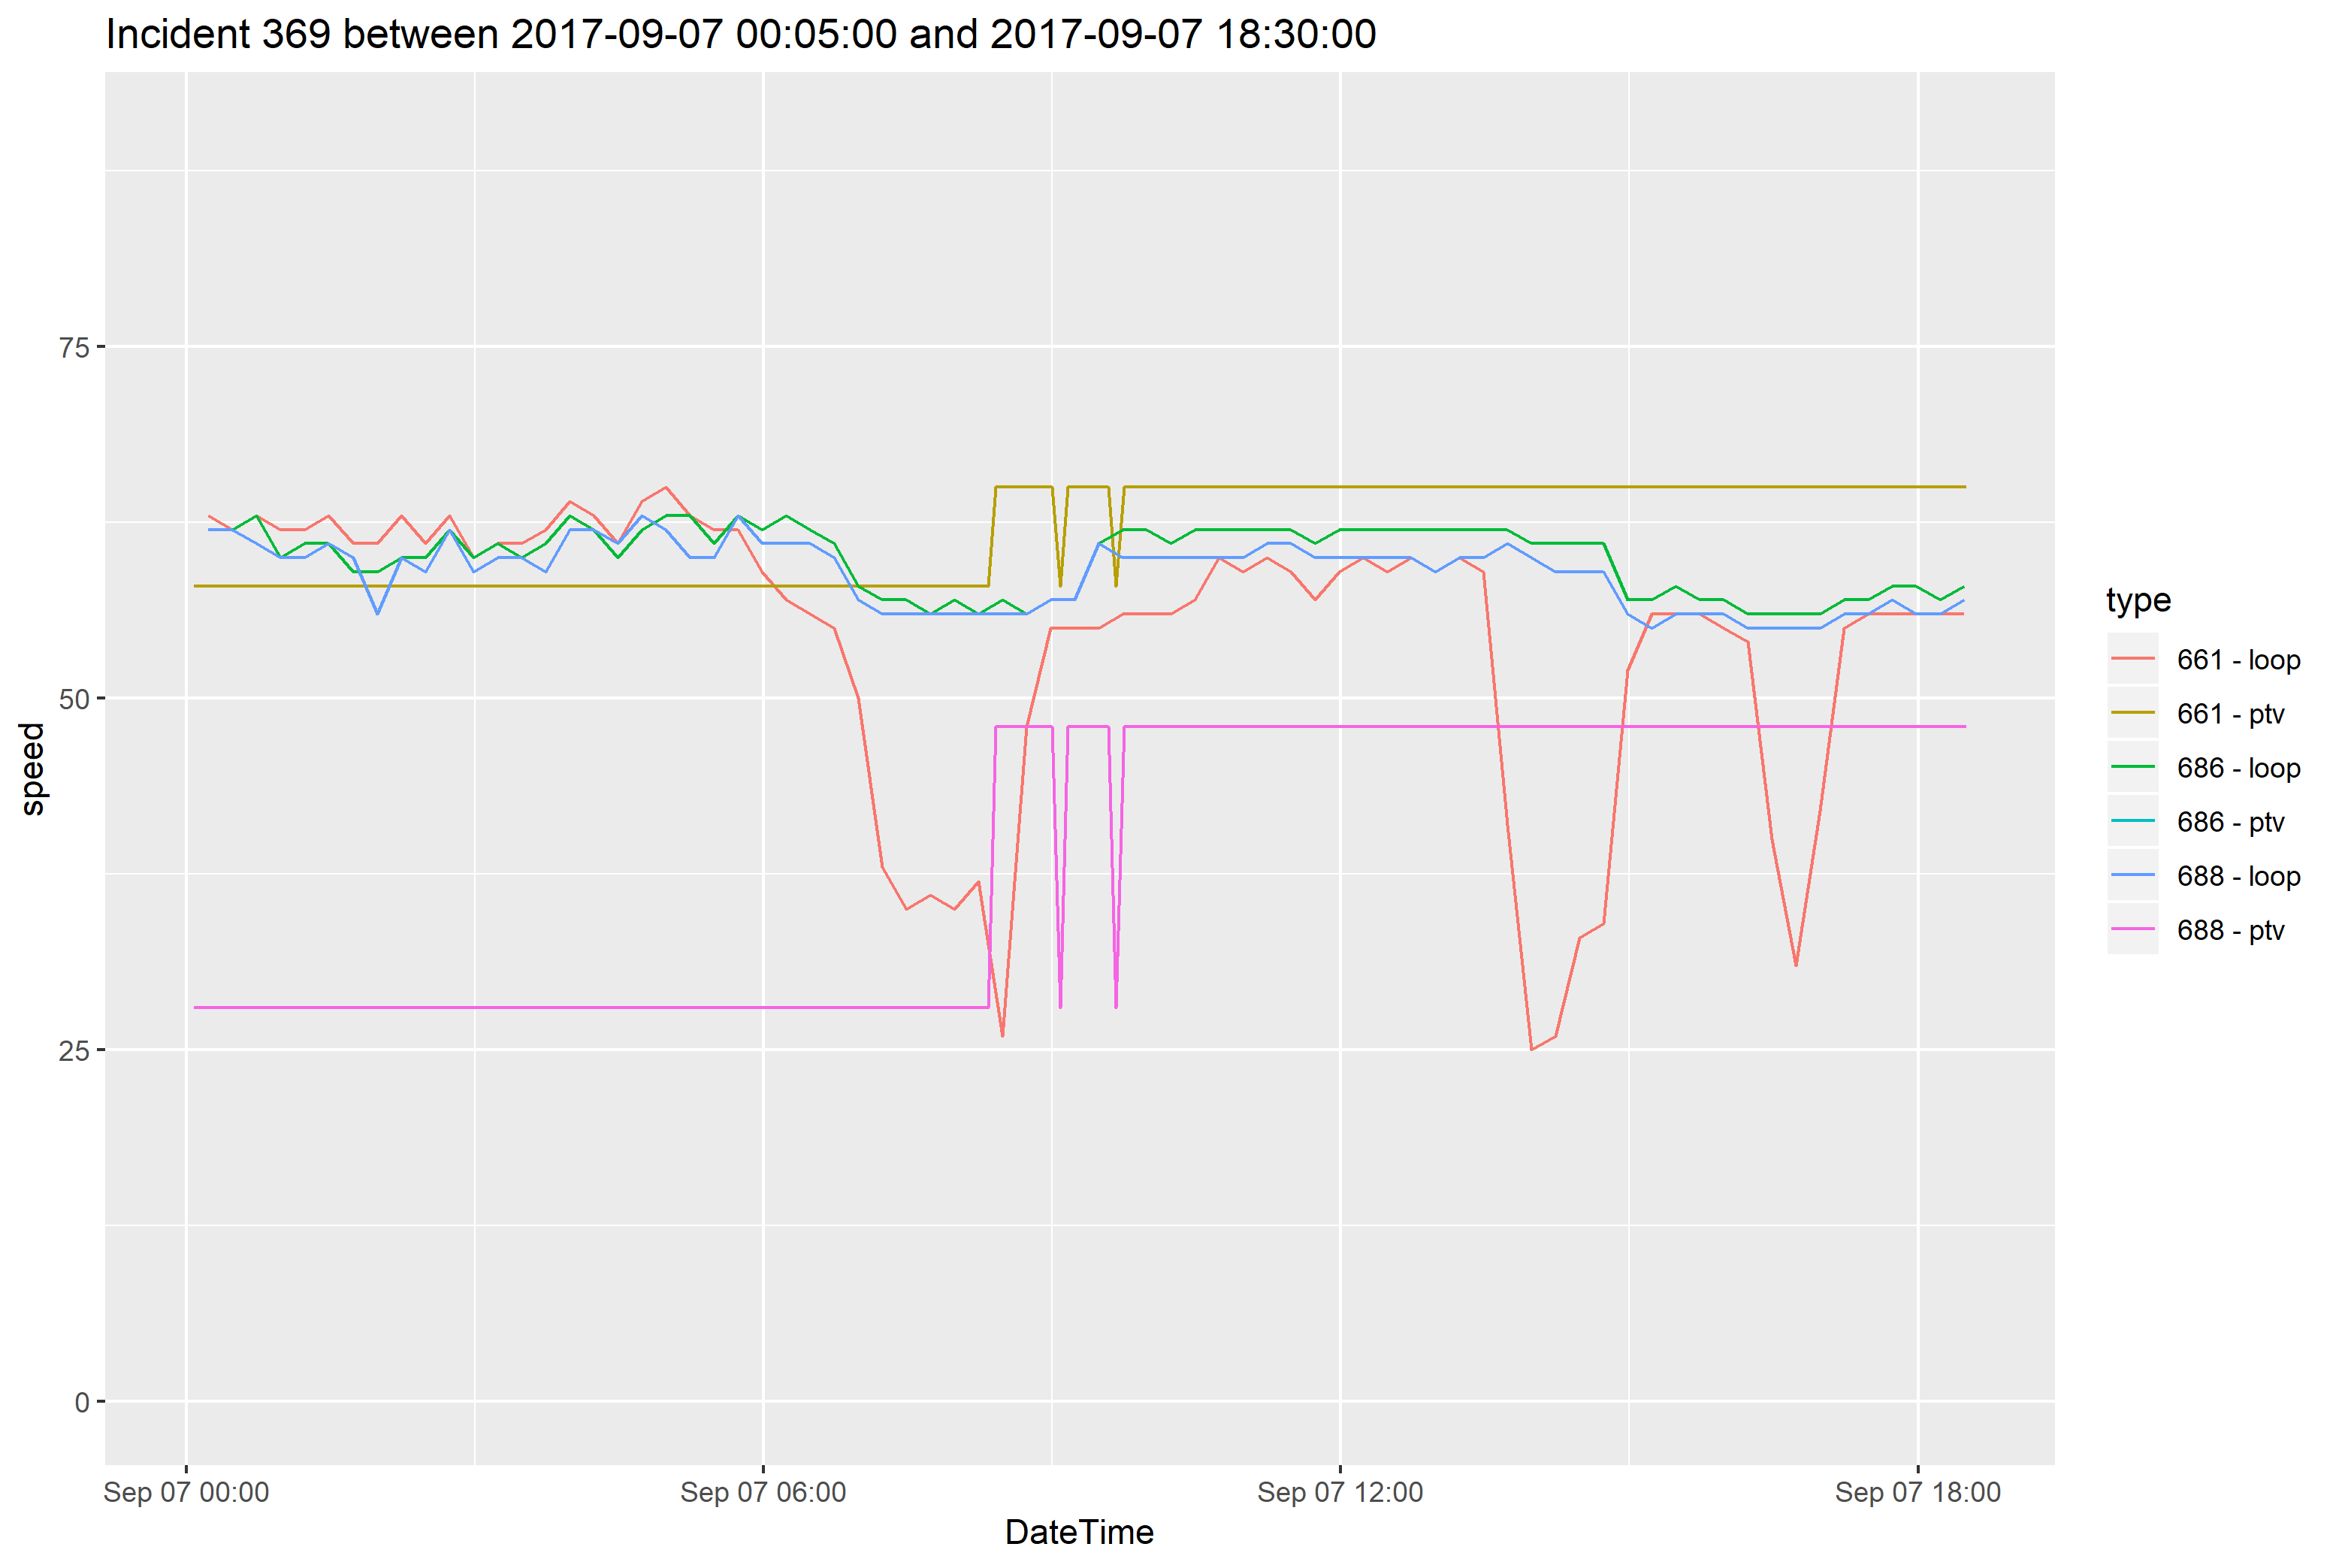 Incident 369 between 2017-09-07 00:05:00 and 2017-09-07 18:30:00
75
50
25
0
speed
Sep 07 00:00
Sep 07 06:00
Sep 07 12:00
Sep 07 18:00
DateTime
type
661 - loop
661 - ptv
686 - loop
686 - ptv
688 - loop
688 - ptv